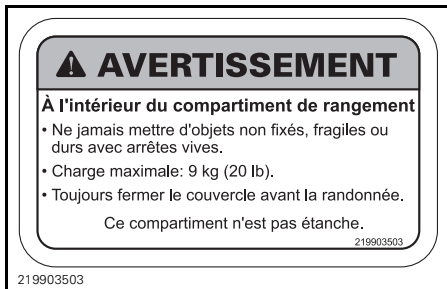 AVERTISSEMENT
À l'intérieur du compartiment de rangement
• Ne jamais mettre d'objets non fixés, fragiles ou
durs avec arrêtes vives.
• Charge maximale: 9 kg (20 lb).
• Toujours fermer le couvercle avant la randonnée.
Ce compartiment n'est pas étanche.
219903503
219903503